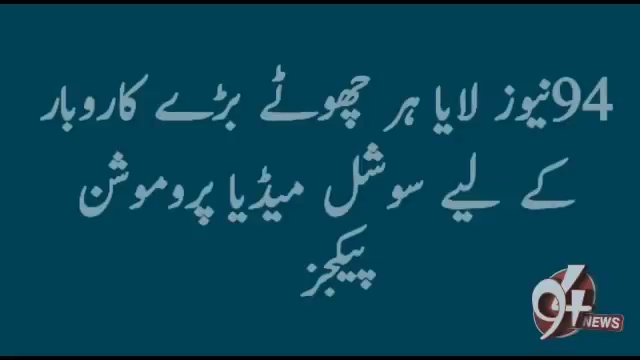 94نیوز لایا ہر چھوٹے بڑے کاروبار
کے لیے سوشل میڈیا پروموشن
پیکجز
94 NEWS